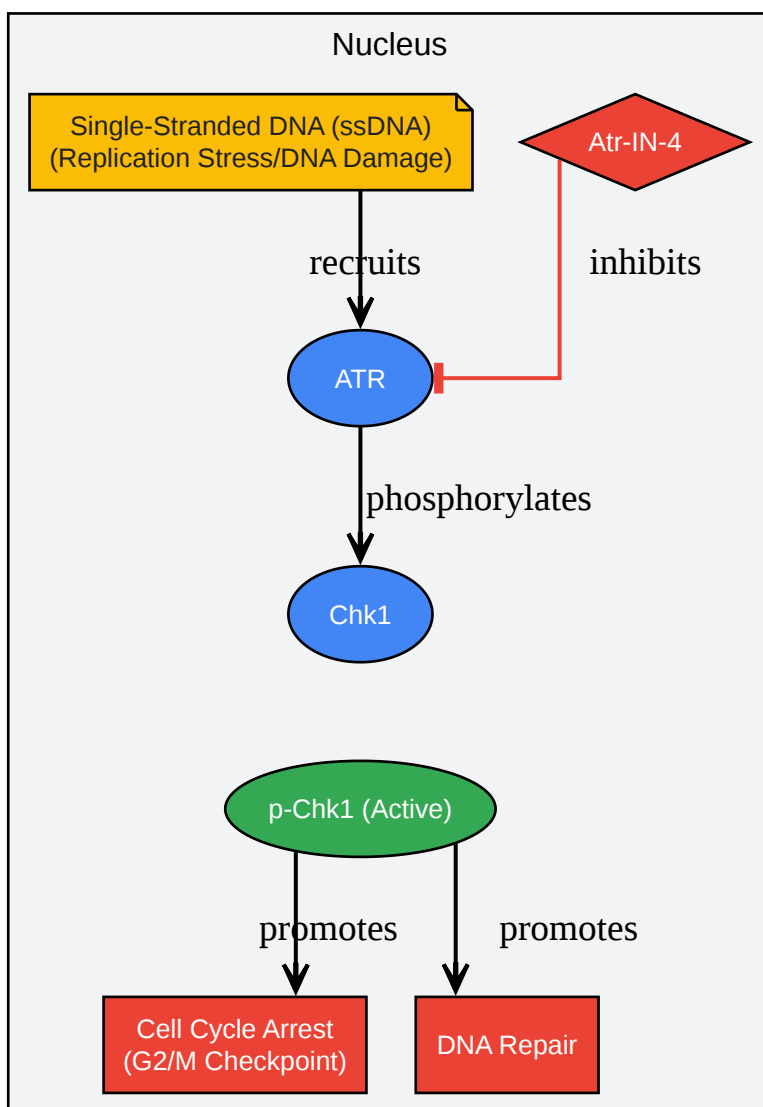 Nucleus
Single-Stranded DNA (ssDNA)
(Replication Stress/DNA Damage)
Atr-IN-4
recruits
inhibits
ATR
phosphorylates
Chk1
p-Chk1 (Active)
promotes
promotes
Cell Cycle Arrest
(G2/M Checkpoint)
DNA Repair